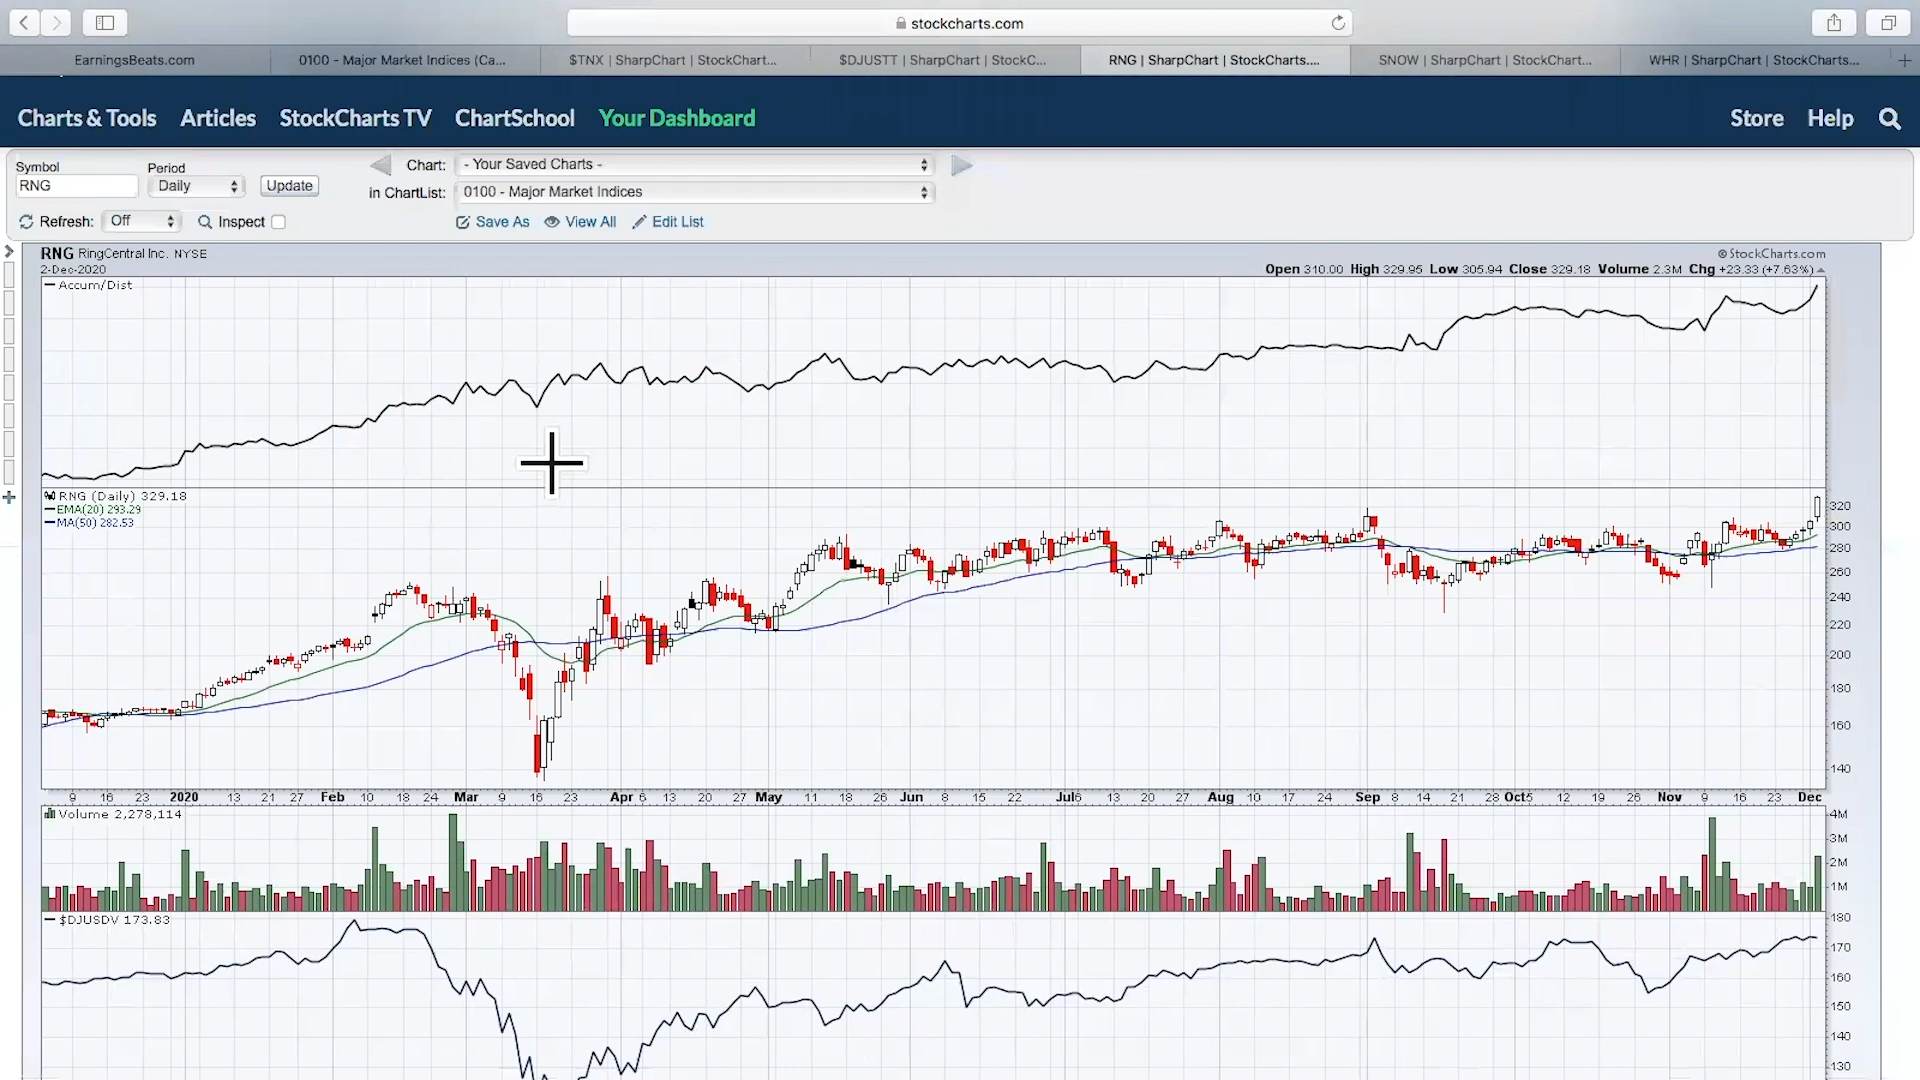 stockcharts.com
EarningsBeats.com
0100 - Major Market Indices (Ca...
$TNX | SharpChart | StockChart...
$DJUSTT | SharpChart | StockC...
RNG | SharpChart | StockCharts....
SNOW | SharpChart | StockChart...
WHR | SharpChart | StockCharts...
Charts & Tools Articles StockCharts TV ChartSchool Your Dashboard Store Help
Symbol Period
RNG Daily Update
Chart: - Your Saved Charts -
in ChartList: 0100 - Major Market Indices
Refresh: Off Inspect Save As View All Edit List
RNG RingCentral Inc. NYSE © StockCharts.com
2-Dec-2020 Open 310.00 High 329.95 Low 305.94 Close 329.18 Volume 2.3M Chg +23.33 (+7.63%)
Accum/Dist
RNG (Daily) 329.18
EMA(20) 293.29
MA(50) 282.53
320
300
280
260
240
220
200
180
160
140
9 16 23 2020 13 21 27 Feb 10 18 24 Mar 9 16 23 Apr 6 13 20 27 May 11 18 26 Jun 8 15 22 Jul 6 13 20 27 Aug 10 17 24 Sep 8 14 21 28 Oct 5 12 19 26 Nov 9 16 23 Dec
Volume 2,278,114
4M
3M
2M
1M
$DJUSDV 173.83
180
170
160
150
140
130